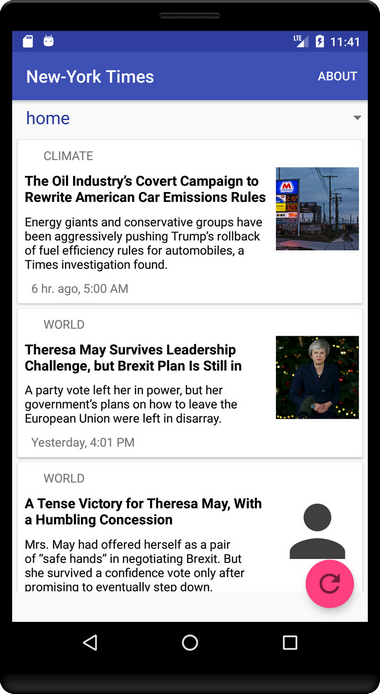 LTE 11:41
New-York Times ABOUT
home
CLIMATE
The Oil Industry's Covert Campaign to
Rewrite American Car Emissions Rules
Energy giants and conservative groups have
been aggressively pushing Trump's rollback
of fuel efficiency rules for automobiles, a
Times investigation found.
6 hr. ago, 5:00 AM
WORLD
Theresa May Survives Leadership
Challenge, but Brexit Plan Is Still in
A party vote left her in power, but her
government's plans on how to leave the
European Union were left in disarray.
Yesterday, 4:01 PM
WORLD
A Tense Victory for Theresa May, With
a Humbling Concession
Mrs. May had offered herself as a pair
of “safe hands” in negotiating Brexit. But
she survived a confidence vote only after
promising to eventually step down.